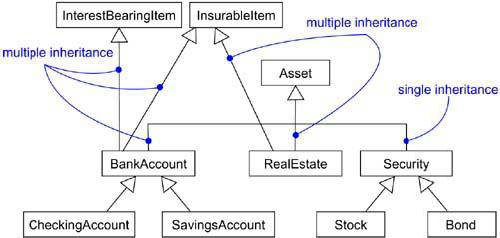 InterestBearingItem
InsurableItem
multiple inheritance
multiple inheritance
Asset
single inheritance
BankAccount
RealEstate
Security
CheckingAccount
SavingsAccount
Stock
Bond